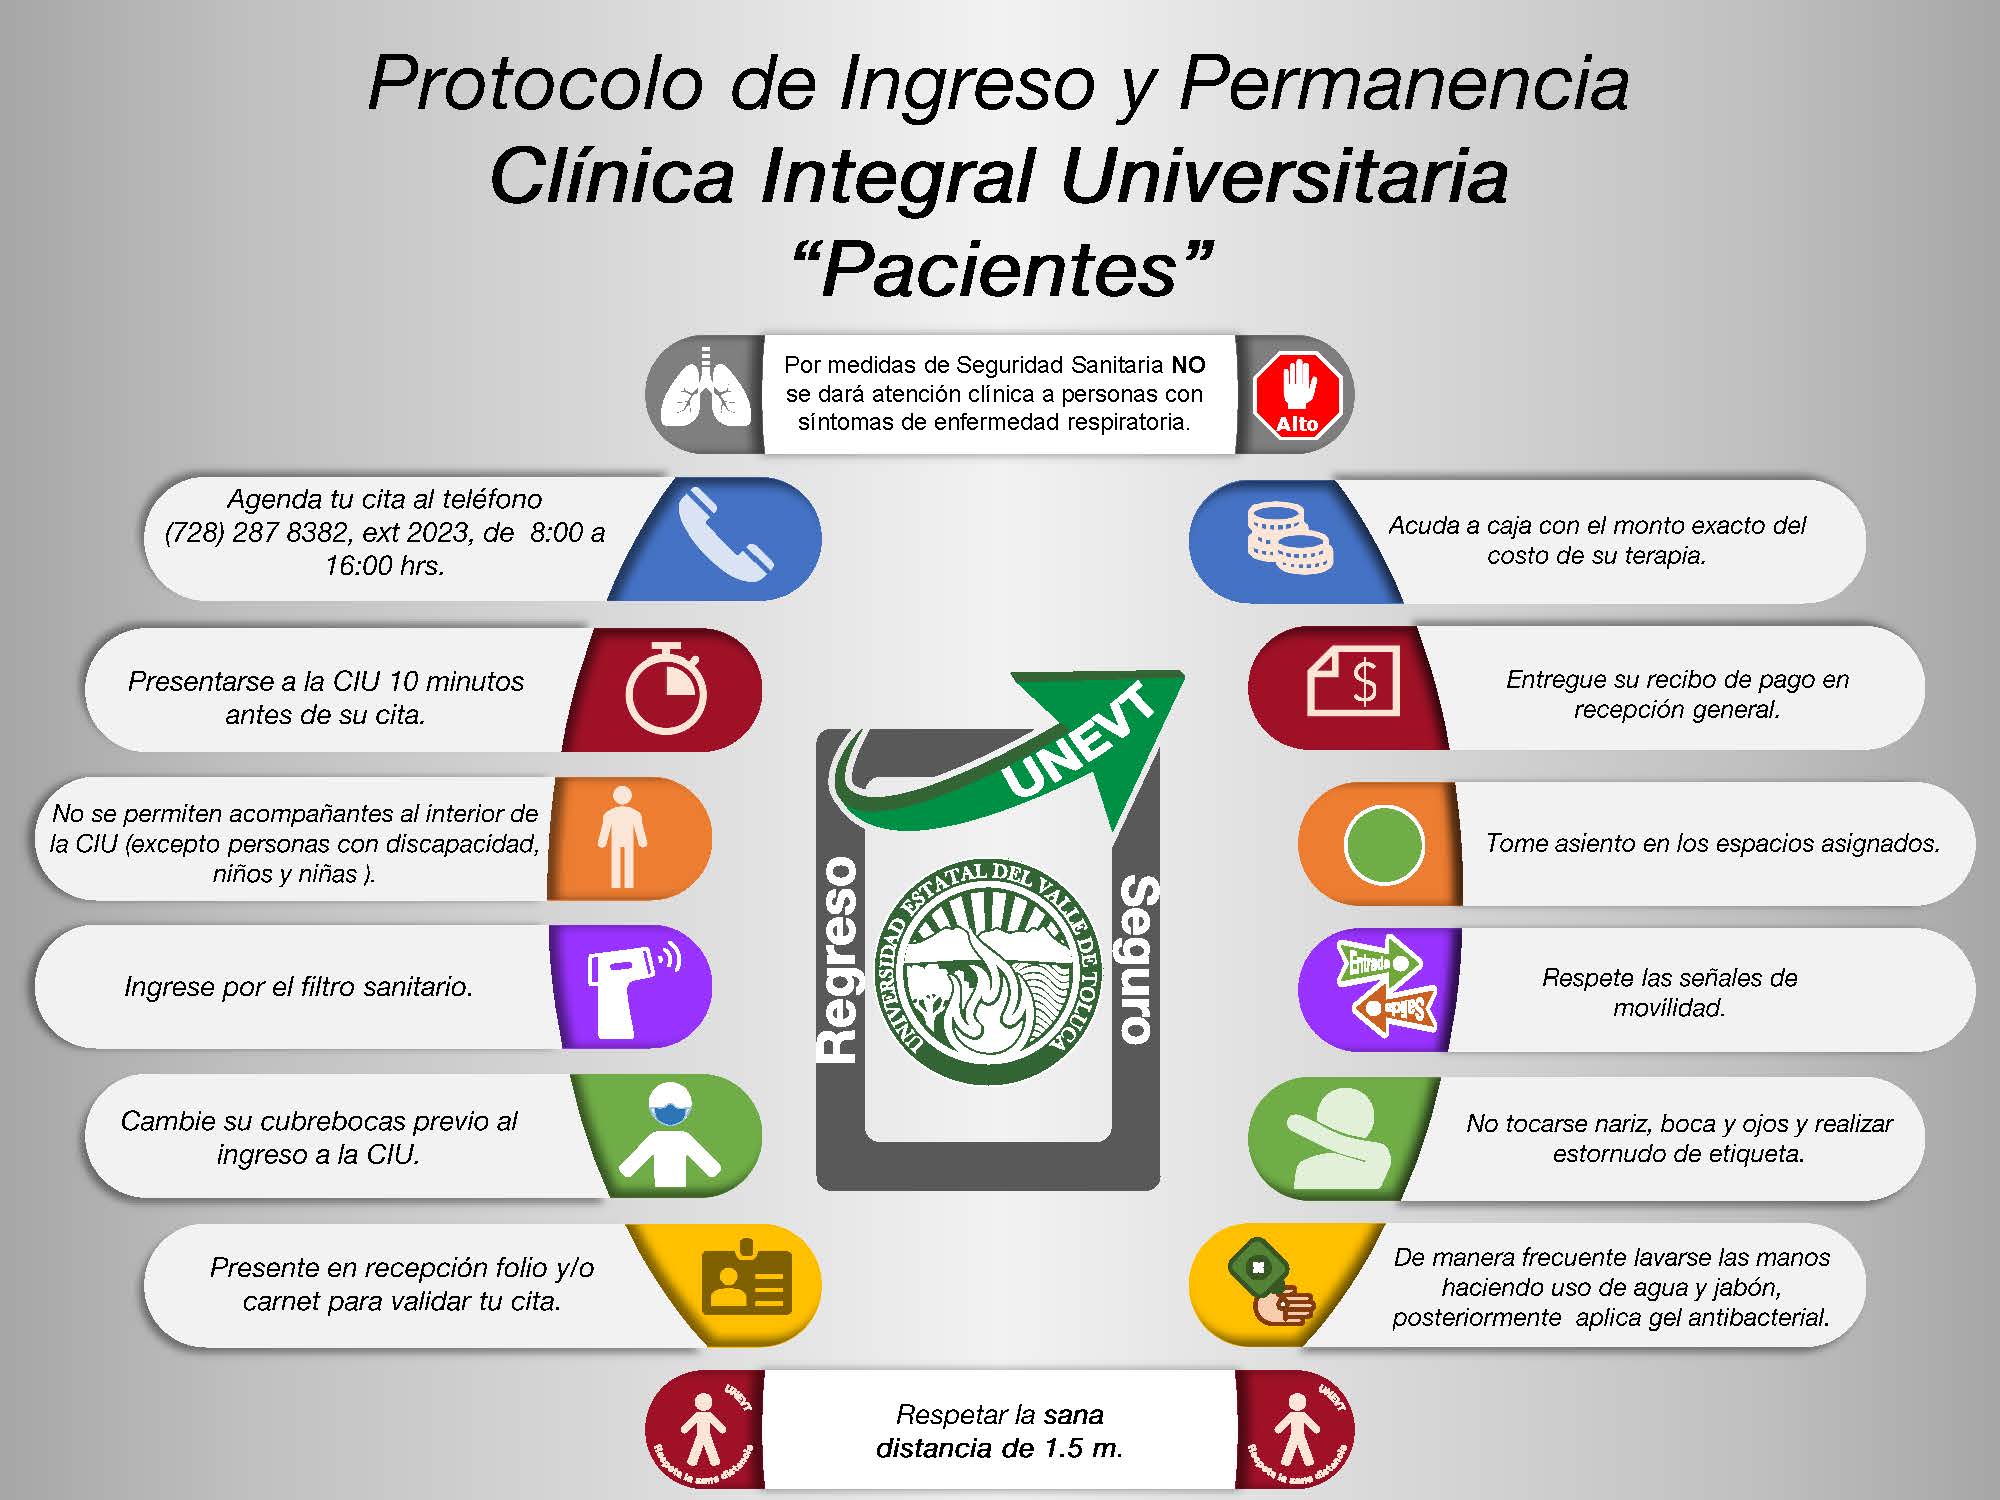 Protocolo de Ingreso y Permanencia
Clínica Integral Universitaria
“Pacientes”
Por medidas de Seguridad Sanitaria NO
se dará atención clínica a personas con
síntomas de enfermedad respiratoria.
Alto
Agenda tu cita al teléfono
(728) 287 8382, ext 2023, de 8:00 a
16:00 hrs.
Presentarse a la CIU 10 minutos
antes de su cita.
No se permiten acompañantes al interior de
la CIU (excepto personas con discapacidad,
niños y niñas ).
Ingrese por el filtro sanitario.
Cambie su cubrebocas previo al
ingreso a la CIU.
Presente en recepción folio y/o
carnet para validar tu cita.
UNEVT
Regreso
Seguro
UNIVERSIDAD ESTATAL DEL VALLE DE TOLUCA
Acuda a caja con el monto exacto del
costo de su terapia.
$
Entregue su recibo de pago en
recepción general.
Tome asiento en los espacios asignados.
Entrada
Salida
Respete las señales de
movilidad.
No tocarse nariz, boca y ojos y realizar
estornudo de etiqueta.
De manera frecuente lavarse las manos
haciendo uso de agua y jabón,
posteriormente aplica gel antibacterial.
UNEVT
Respeta la sana distancia
Respetar la sana
distancia de 1.5 m.
UNEVT
Respeta la sana distancia